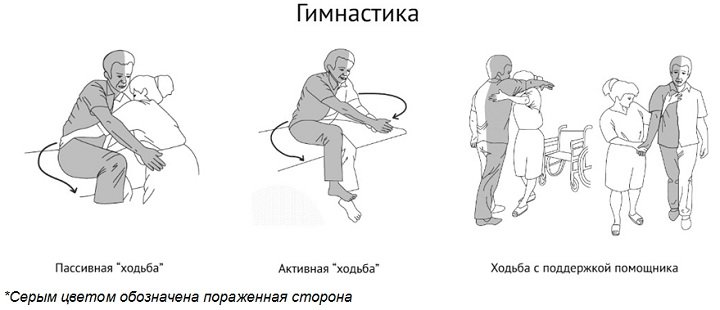 Гимнастика
Пассивная “ходьба”
Активная “ходьба”
Ходьба с поддержкой помощника
*Серым цветом обозначена пораженная сторона